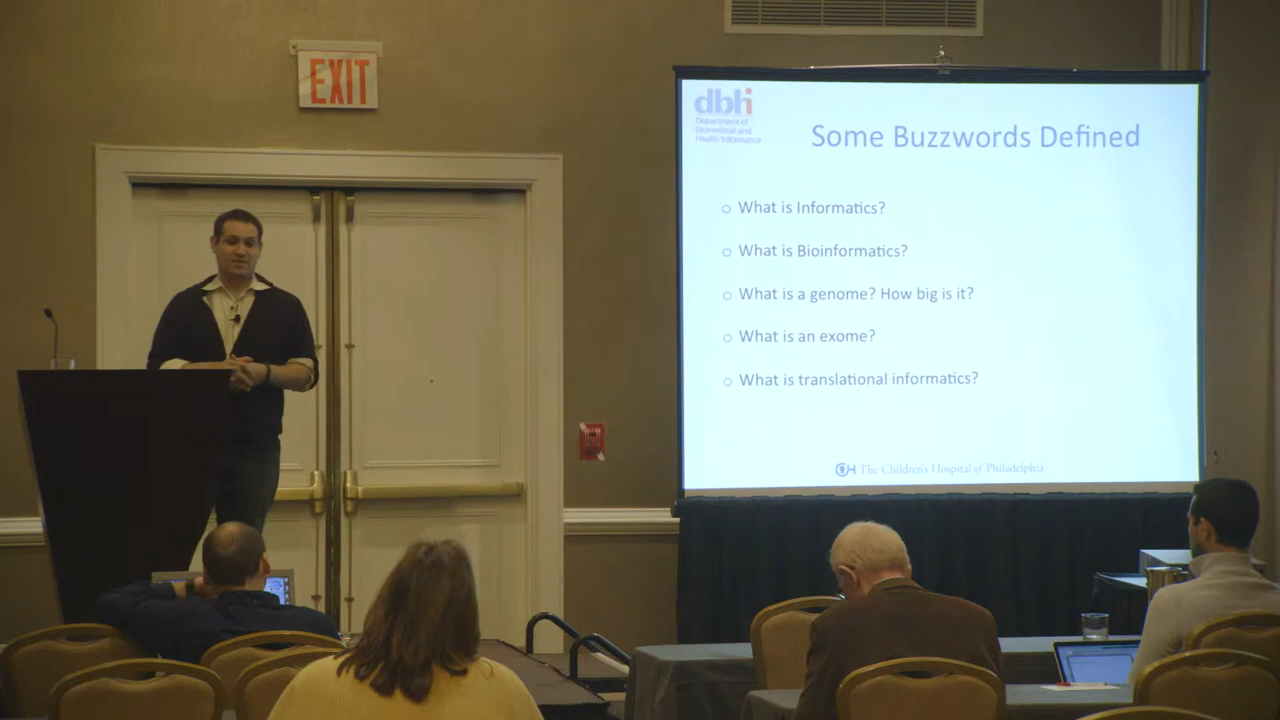 EXIT
dbhi
Department of
Biomedical and
Health Informatics
Some Buzzwords Defined
What is Informatics?
What is Bioinformatics?
What is a genome? How big is it?
What is an exome?
What is translational informatics?
The Children's Hospital of Philadelphia